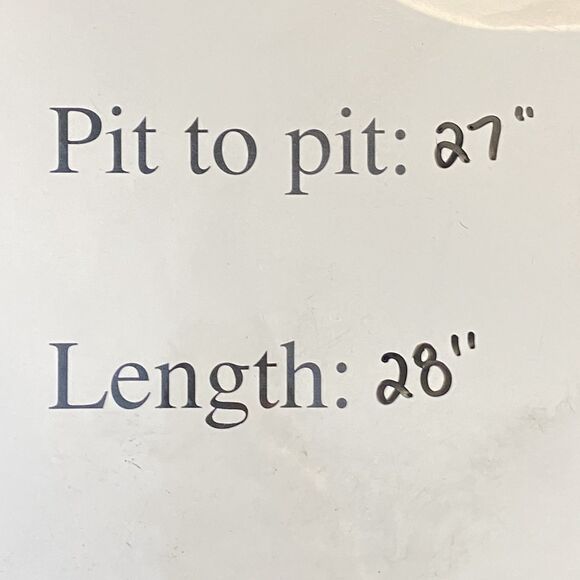 Pit to pit: 27"
Length: 28"